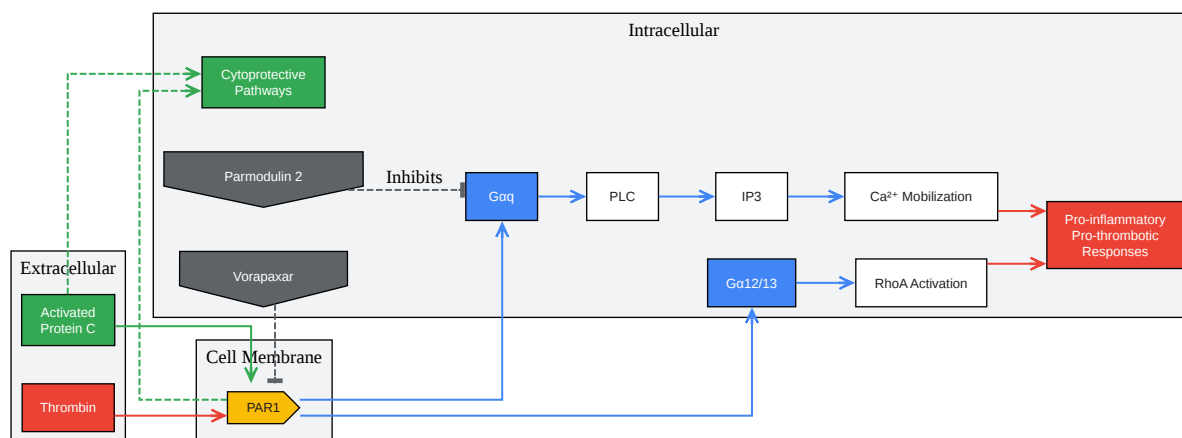 Intracellular
Cytoprotective
Pathways
Parmodulin 2
Inhibits
Gαq
PLC
IP3
Ca²⁺ Mobilization
Pro-inflammatory
Pro-thrombotic
Responses
Extracellular
Vorapaxar
Gα12/13
RhoA Activation
Activated
Protein C
Cell Membrane
Thrombin
PAR1